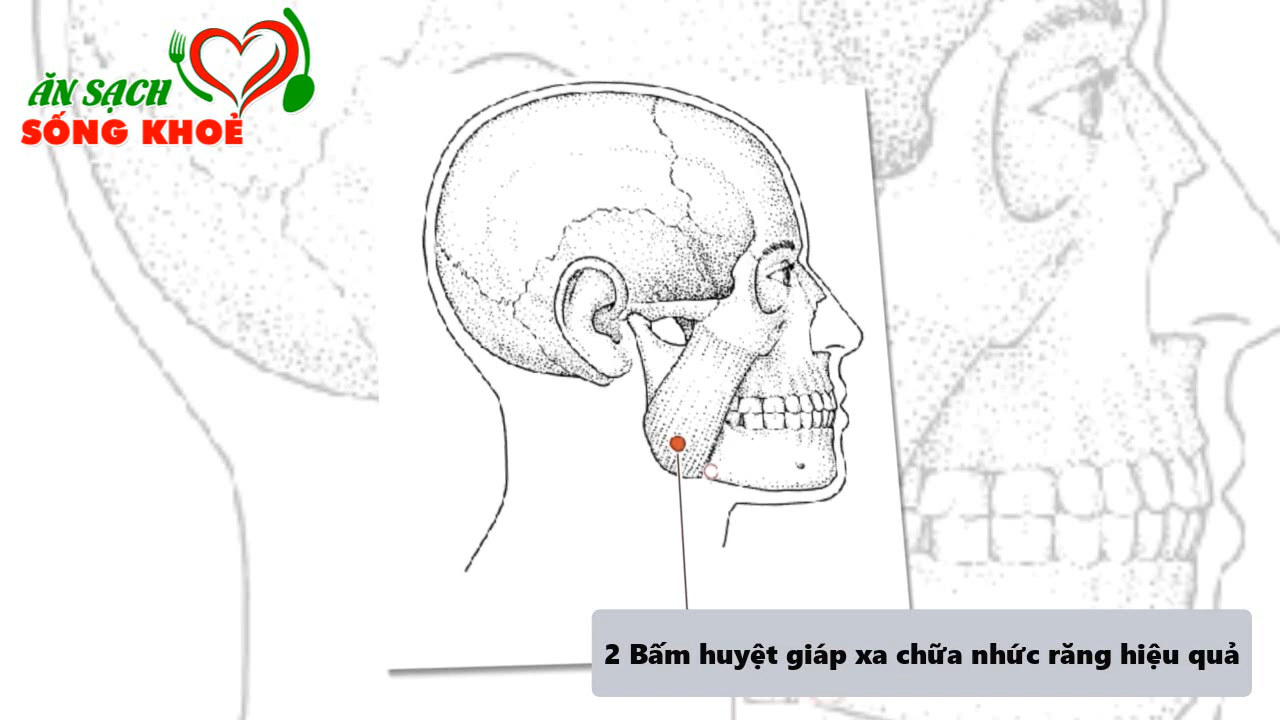 ĂN SẠCH
SỐNG KHOẺ
2 Bấm huyệt giáp xa chữa nhức răng hiệu quả